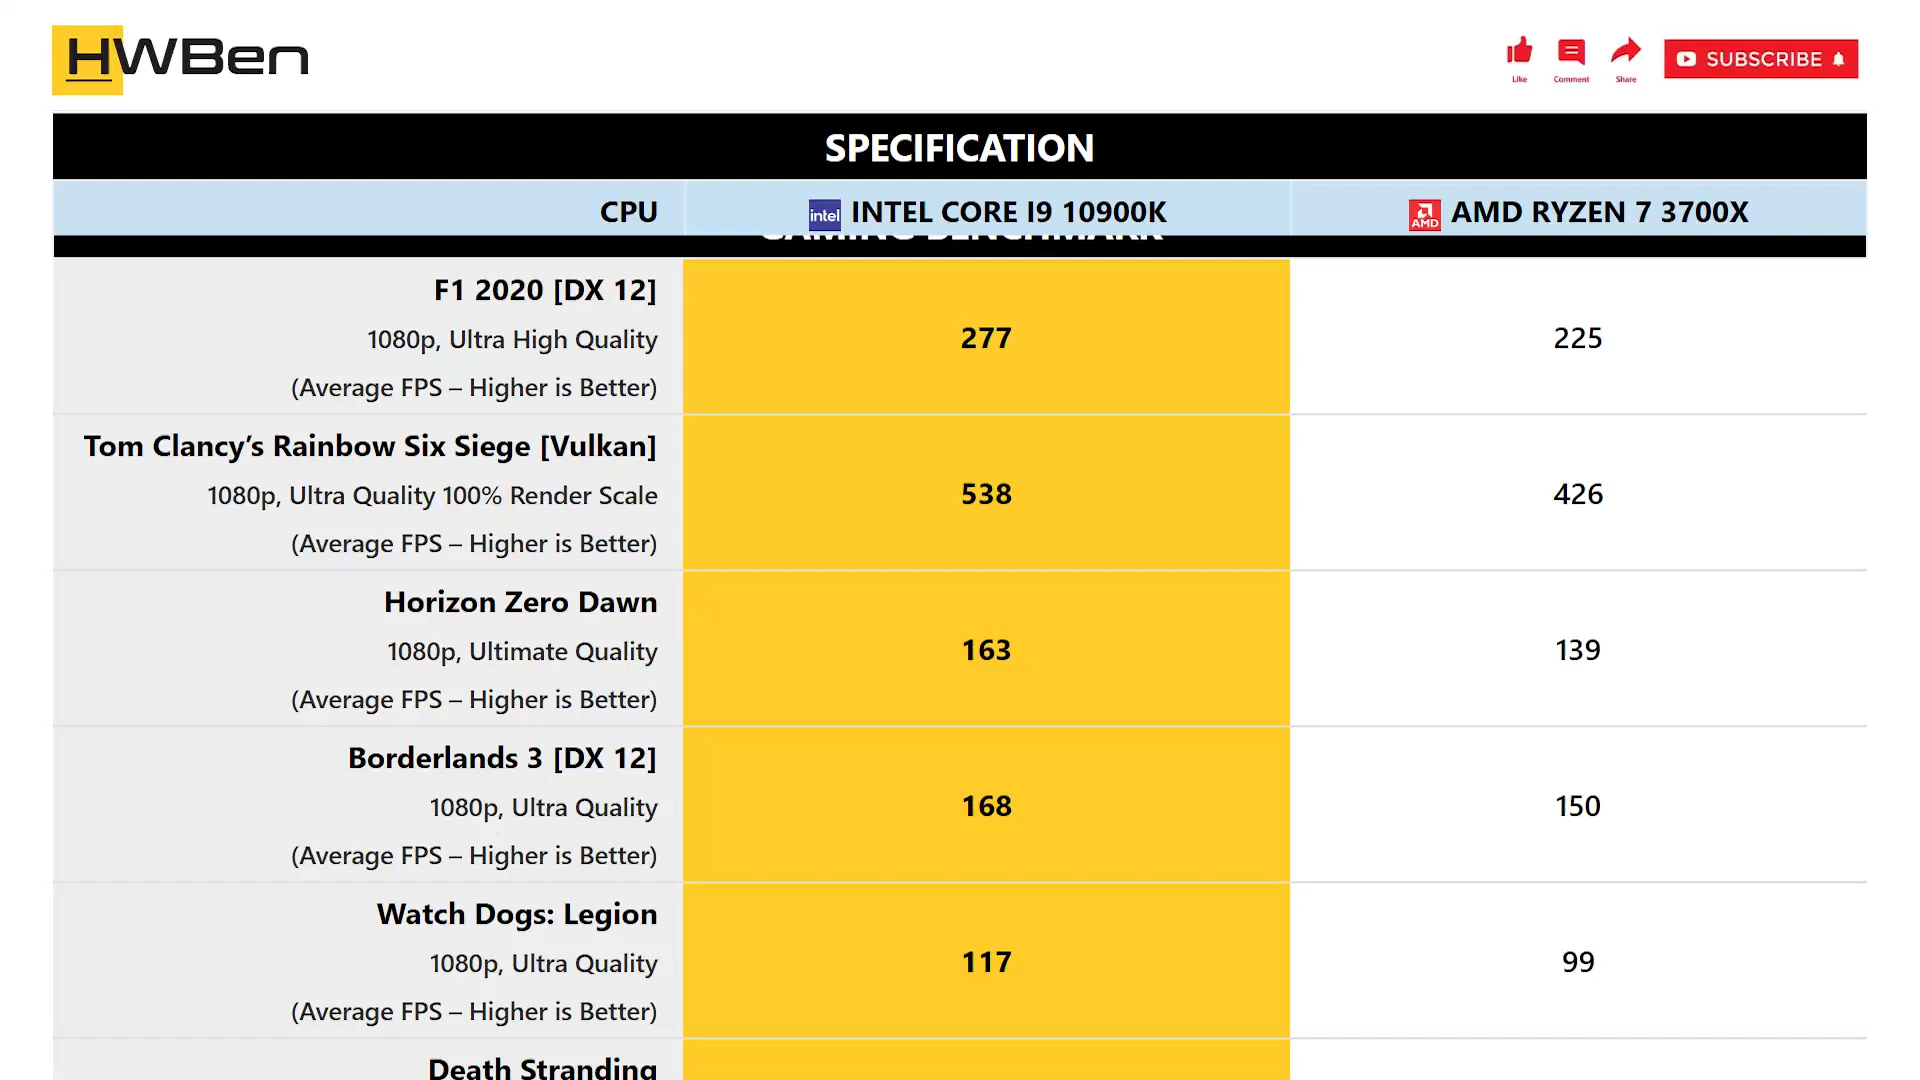 HWBen
Like
Comment
Share
SUBSCRIBE
SPECIFICATION
CPU
intel INTEL CORE I9 10900K
AMD AMD RYZEN 7 3700X
GAMING BENCHMARK
F1 2020 [DX 12]
1080p, Ultra High Quality
(Average FPS – Higher is Better)
277
225
Tom Clancy’s Rainbow Six Siege [Vulkan]
1080p, Ultra Quality 100% Render Scale
(Average FPS – Higher is Better)
538
426
Horizon Zero Dawn
1080p, Ultimate Quality
(Average FPS – Higher is Better)
163
139
Borderlands 3 [DX 12]
1080p, Ultra Quality
(Average FPS – Higher is Better)
168
150
Watch Dogs: Legion
1080p, Ultra Quality
(Average FPS – Higher is Better)
117
99
Death Stranding